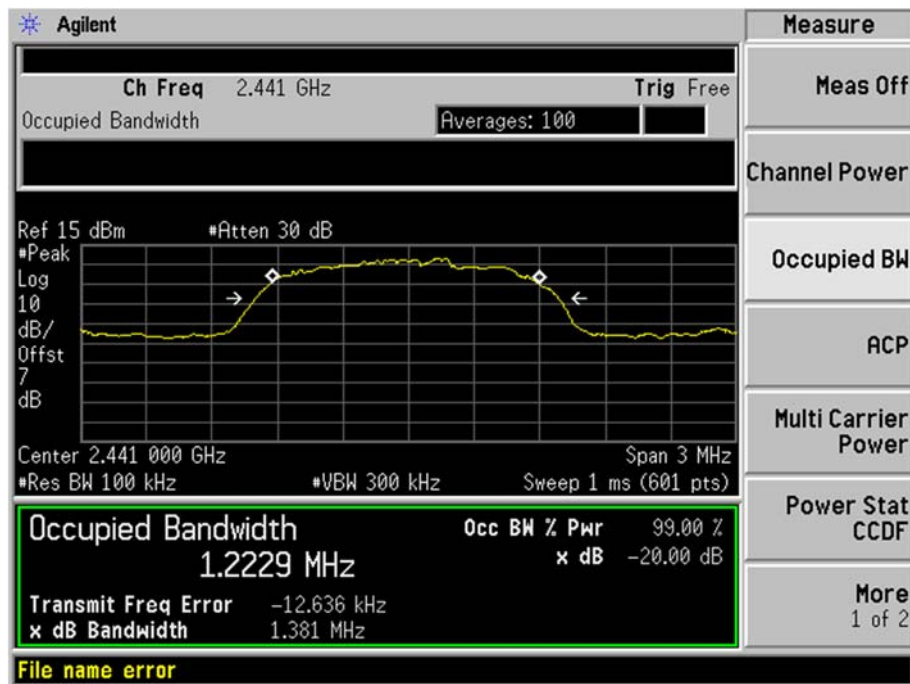 Agilent
Ch Freq 2.441 GHz Trig Free
Occupied Bandwidth Averages: 100
Ref 15 dBm #Atten 30 dB
#Peak
Log
10
dB/
Offst
7
dB
Center 2.441 000 GHz Span 3 MHz
#Res BW 100 kHz #VBW 300 kHz Sweep 1 ms (601 pts)
Occupied Bandwidth Occ BW % Pwr 99.00 %
1.2229 MHz x dB -20.00 dB
Transmit Freq Error -12.636 kHz
x dB Bandwidth 1.381 MHz
File name error
Measure
Meas Off
Channel Power
Occupied BW
ACP
Multi Carrier
Power
Power Stat
CCDF
More
1 of 2